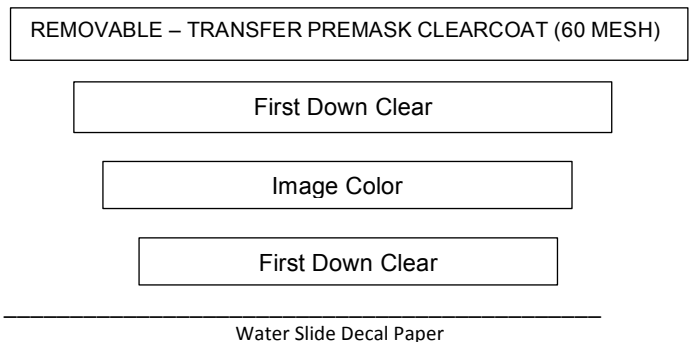 REMOVABLE – TRANSFER PREMASK CLEARCOAT (60 MESH)
First Down Clear
Image Color
First Down Clear
Water Slide Decal Paper